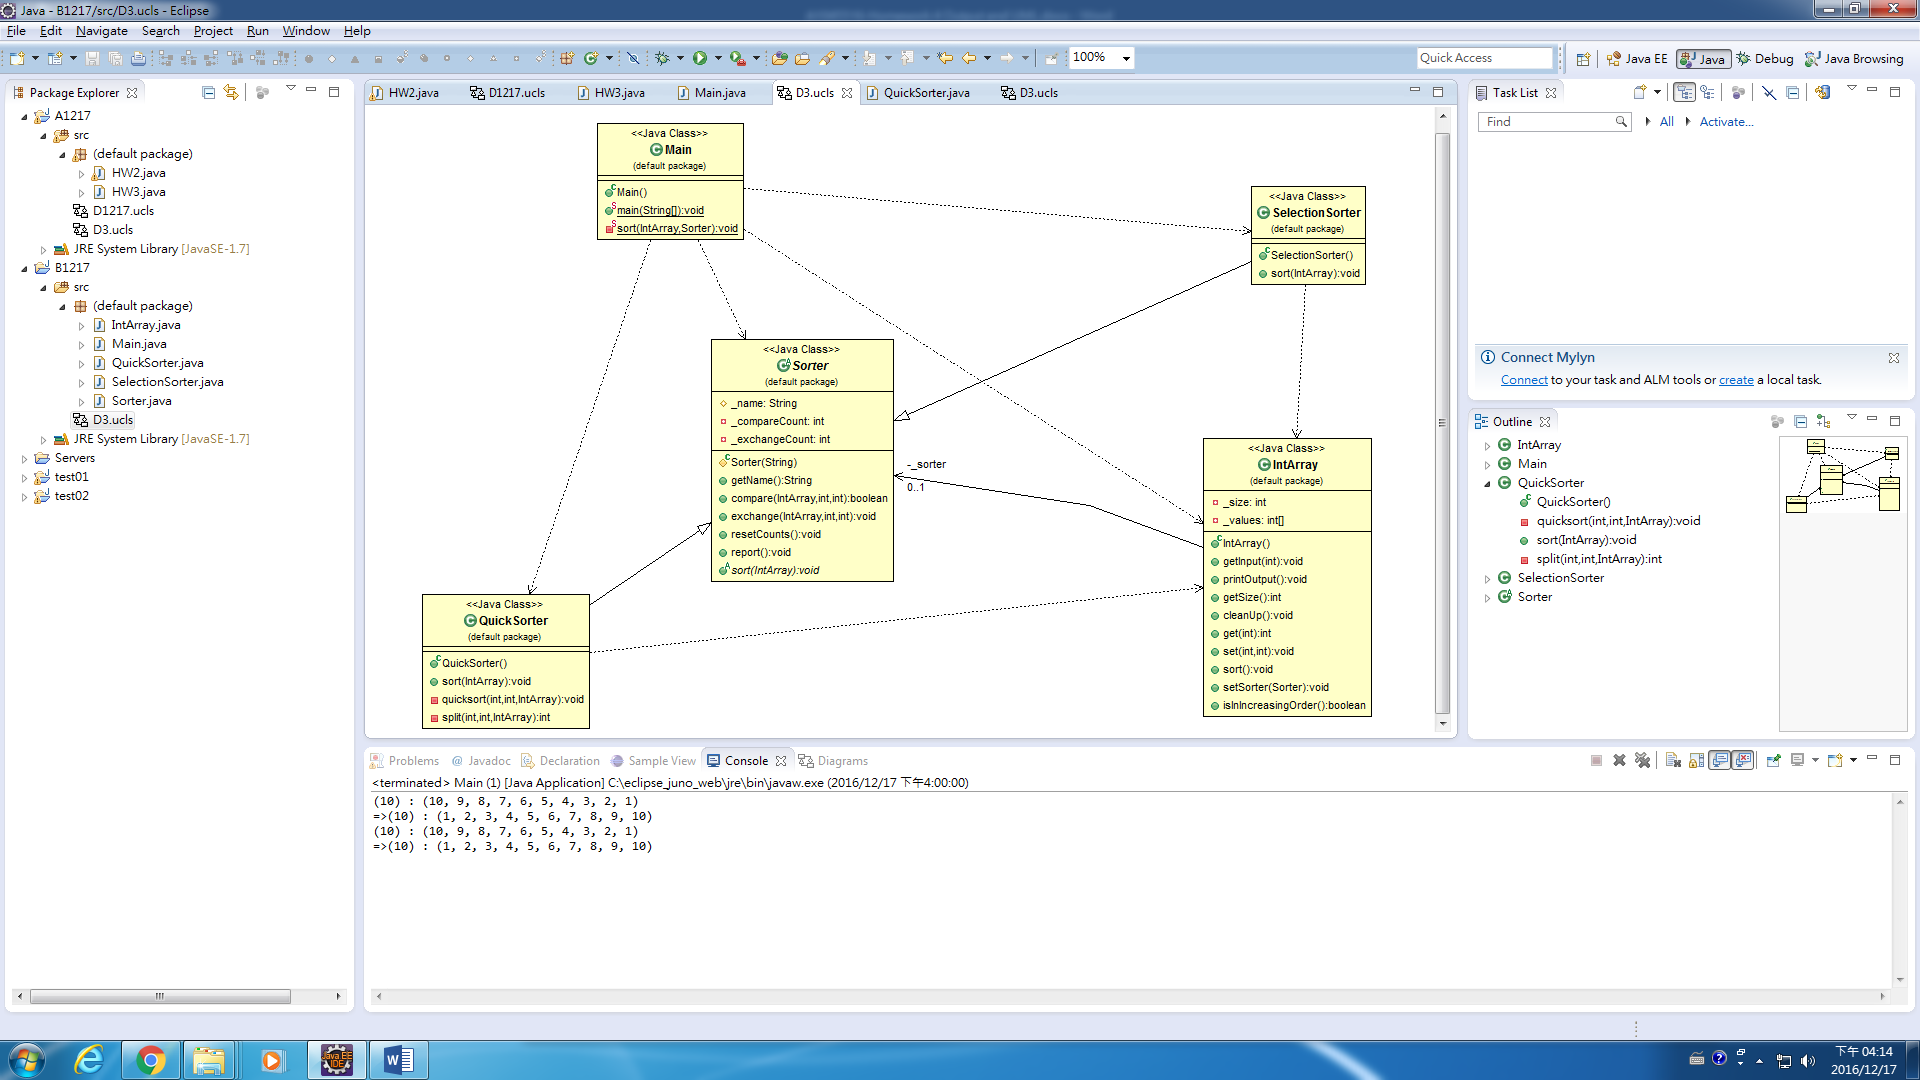 Java - B1217/src/D3.ucls - Eclipse
File Edit Navigate Search Project Run Window Help
100%
Quick Access
Java EE
Java
Debug
Java Browsing
Package Explorer
A1217
src
(default package)
HW2.java
HW3.java
D1217.ucls
D3.ucls
JRE System Library [JavaSE-1.7]
B1217
src
(default package)
IntArray.java
Main.java
QuickSorter.java
SelectionSorter.java
Sorter.java
D3.ucls
JRE System Library [JavaSE-1.7]
Servers
test01
test02
HW2.java
D1217.ucls
HW3.java
Main.java
D3.ucls
QuickSorter.java
D3.ucls
<<Java Class>>
Main
(default package)
Main()
main(String[]):void
sort(IntArray,Sorter):void
<<Java Class>>
SelectionSorter
(default package)
SelectionSorter()
sort(IntArray):void
<<Java Class>>
Sorter
(default package)
_name: String
_compareCount: int
_exchangeCount: int
Sorter(String)
getName():String
compare(IntArray,int,int):boolean
exchange(IntArray,int,int):void
resetCounts():void
report():void
sort(IntArray):void
-_sorter
0..1
<<Java Class>>
IntArray
(default package)
_size: int
_values: int[]
IntArray()
getInput(int):void
printOutput():void
getSize():int
cleanUp():void
get(int):int
set(int,int):void
sort():void
setSorter(Sorter):void
isInIncreasingOrder():boolean
<<Java Class>>
QuickSorter
(default package)
QuickSorter()
sort(IntArray):void
quicksort(int,int,IntArray):void
split(int,int,IntArray):int
Task List
Find
All
Activate...
Connect Mylyn
Connect to your task and ALM tools or create a local task.
Outline
IntArray
Main
QuickSorter
QuickSorter()
quicksort(int,int,IntArray):void
sort(IntArray):void
split(int,int,IntArray):int
SelectionSorter
Sorter
Problems
@ Javadoc
Declaration
Sample View
Console
Diagrams
<terminated> Main (1) [Java Application] C:\eclipse_juno_web\jre\bin\javaw.exe (2016/12/17 下午4:00:00)
(10) : (10, 9, 8, 7, 6, 5, 4, 3, 2, 1)
=>(10) : (1, 2, 3, 4, 5, 6, 7, 8, 9, 10)
(10) : (10, 9, 8, 7, 6, 5, 4, 3, 2, 1)
=>(10) : (1, 2, 3, 4, 5, 6, 7, 8, 9, 10)
Java EE
IDE
下午 04:14
2016/12/17